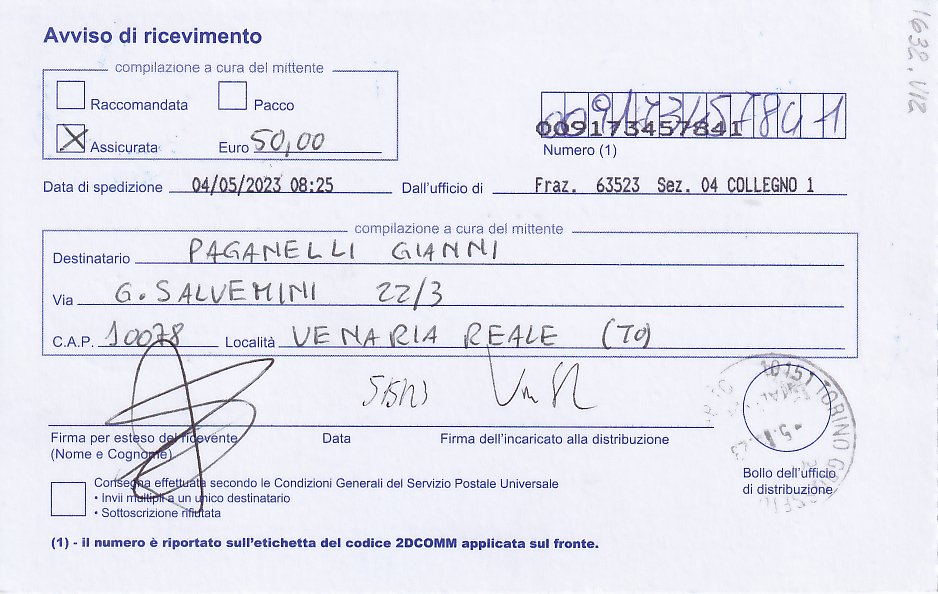 Avviso di ricevimento
1632.V12
compilazione a cura del mittente
Raccomandata Pacco
X Assicurata Euro 50,00
009173457841
009173457841
Numero (1)
Data di spedizione 04/05/2023 08:25 Dall'ufficio di Fraz. 63523 Sez. 04 COLLEGNO 1
compilazione a cura del mittente
Destinatario PAGANELLI GIANNI
Via G. SALVEMINI 22/3
C.A.P. 10078 Località VENARIA REALE (TO)
10151 TORINO
Firma per esteso del ricevente Data Firma dell'incaricato alla distribuzione
(Nome e Cognome)
Bollo dell'ufficio
di distribuzione
Consegna effettuata secondo le Condizioni Generali del Servizio Postale Universale
• Invii multipli a un unico destinatario
• Sottoscrizione rifiutata
(1) - il numero è riportato sull'etichetta del codice 2DCOMM applicata sul fronte.